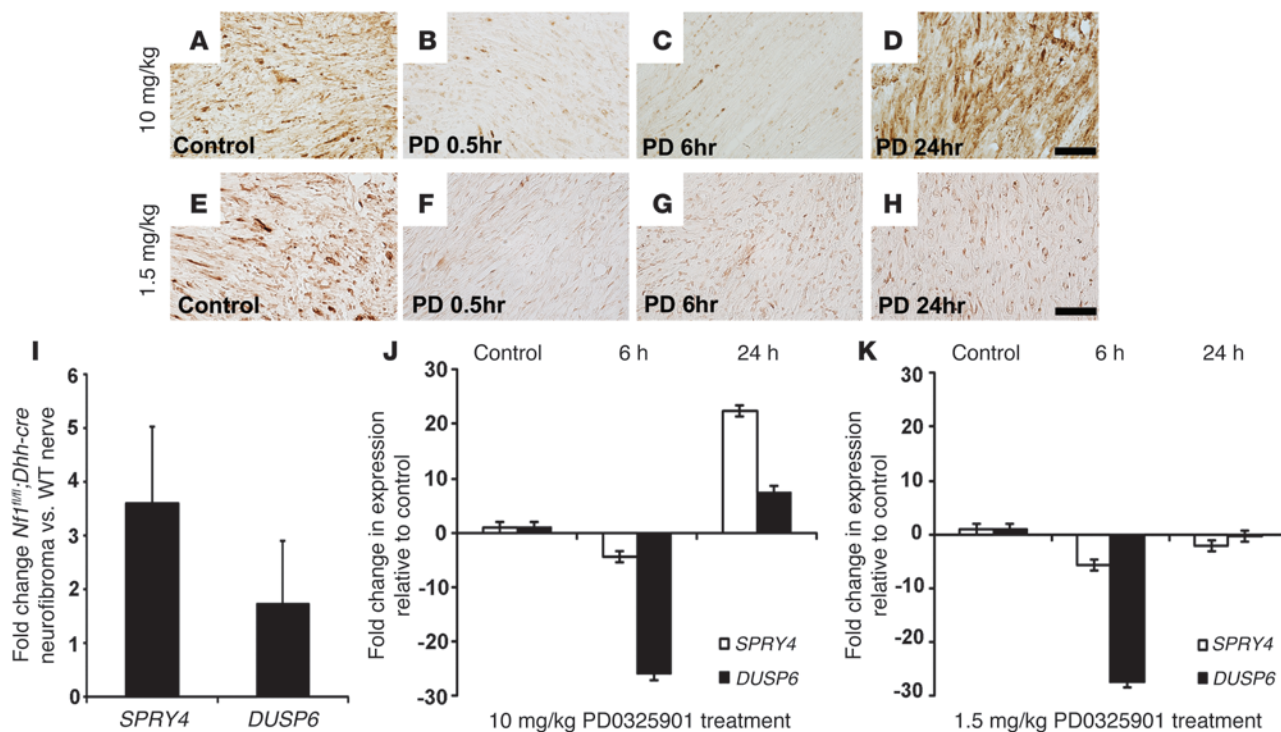 A B C D
10 mg/kg
Control PD 0.5hr PD 6hr PD 24hr
E F G H
1.5 mg/kg
Control PD 0.5hr PD 6hr PD 24hr
I
Fold change Nf1fl/fl;Dhh-cre
neurofibroma vs. WT nerve
6
5
4
3
2
1
0
SPRY4 DUSP6
J
Control 6 h 24 h
Fold change in expression
relative to control
30
20
10
0
-10
-20
-30
SPRY4
DUSP6
10 mg/kg PD0325901 treatment
K
Control 6 h 24 h
Fold change in expression
relative to control
30
20
10
0
-10
-20
-30
SPRY4
DUSP6
1.5 mg/kg PD0325901 treatment